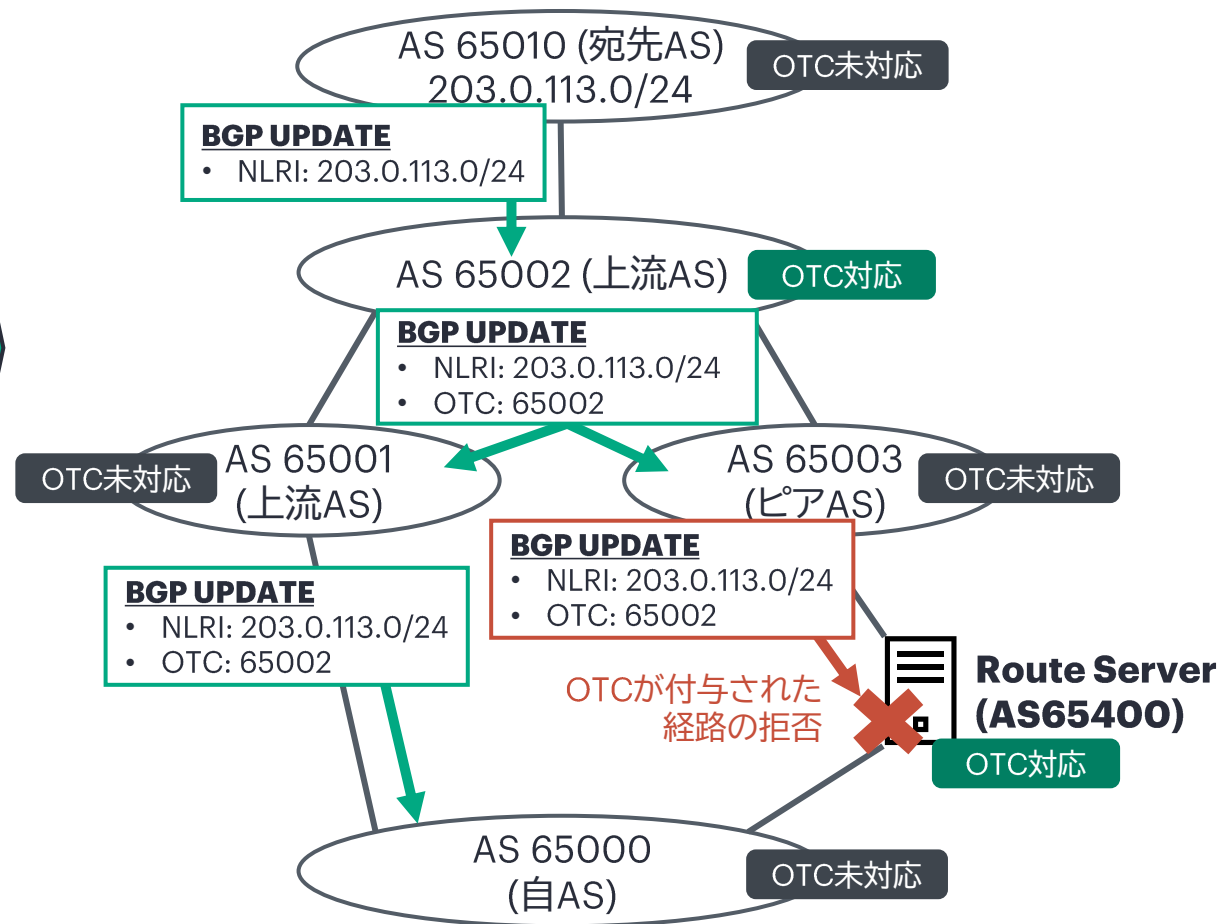 AS 65010 (宛先AS)
203.0.113.0/24
OTC未対応
BGP UPDATE
• NLRI: 203.0.113.0/24
AS 65002 (上流AS)
OTC対応
BGP UPDATE
• NLRI: 203.0.113.0/24
• OTC: 65002
OTC未対応
AS 65001
(上流AS)
AS 65003
(ピアAS)
OTC未対応
BGP UPDATE
• NLRI: 203.0.113.0/24
• OTC: 65002
BGP UPDATE
• NLRI: 203.0.113.0/24
• OTC: 65002
OTCが付与された
経路の拒否
Route Server
(AS65400)
OTC対応
AS 65000
(自AS)
OTC未対応